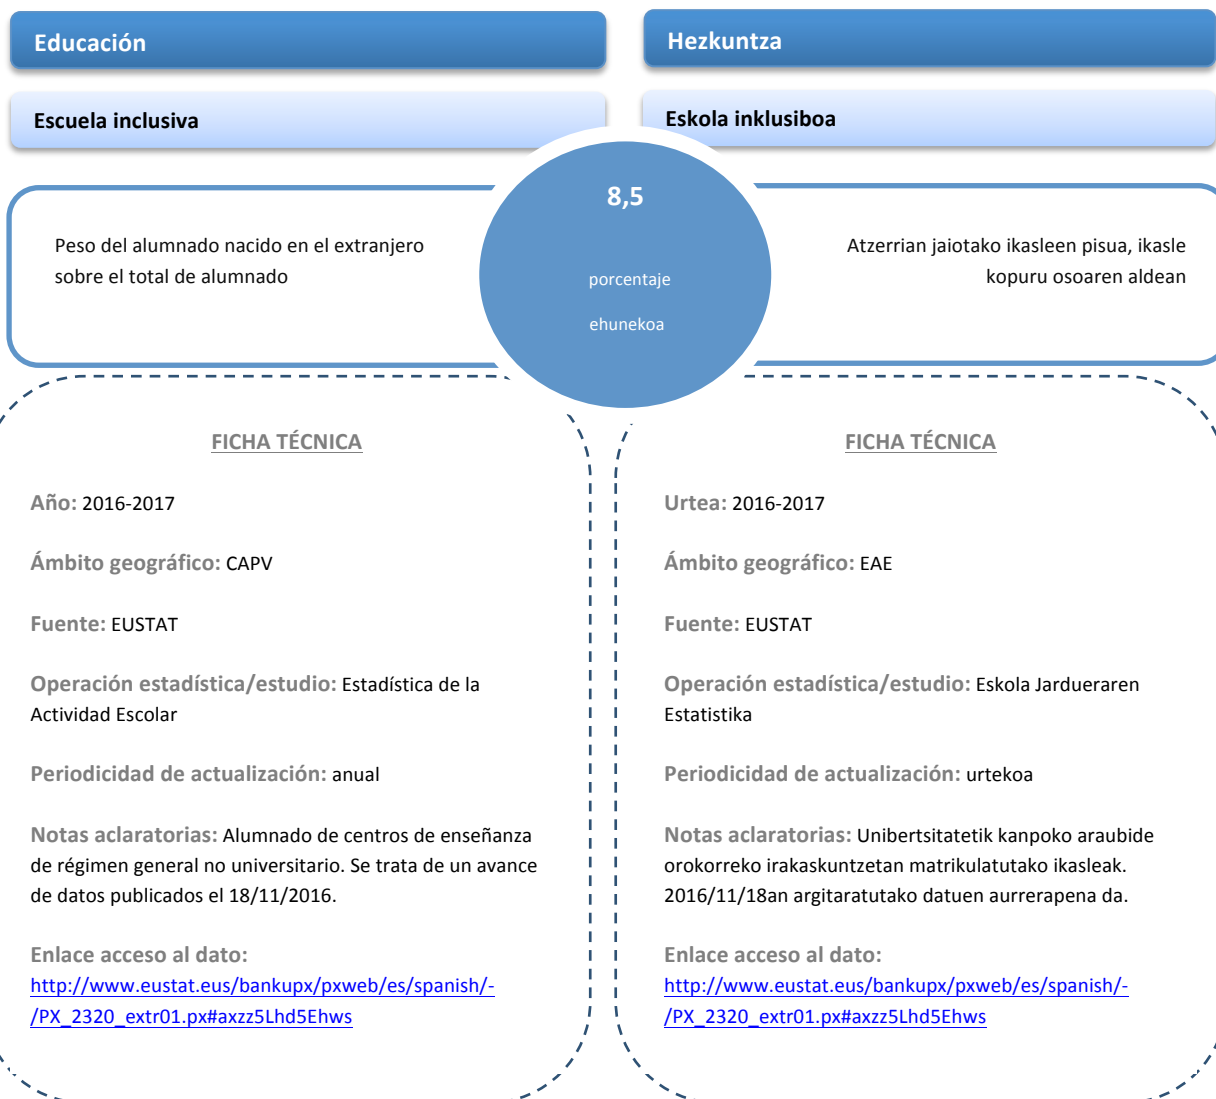 Educación
Escuela inclusiva
Peso del alumnado nacido en el extranjero
sobre el total de alumnado
Hezkuntza
Eskola inklusiboa
8,5
porcentaje
ehunekoa
Atzerrian jaiotako ikasleen pisua, ikasle
kopuru osoaren aldean
FICHA TÉCNICA
Año: 2016-2017
Ámbito geográfico: CAPV
Fuente: EUSTAT
Operación estadística/estudio: Estadística de la
Actividad Escolar
Periodicidad de actualización: anual
Notas aclaratorias: Alumnado de centros de enseñanza
de régimen general no universitario. Se trata de un avance
de datos publicados el 18/11/2016.
Enlace acceso al dato:
http://www.eustat.eus/bankupx/pxweb/es/spanish/-
/PX_2320_extr01.px#axzz5Lhd5Ehws
FICHA TÉCNICA
Urtea: 2016-2017
Ámbito geográfico: EAE
Fuente: EUSTAT
Operación estadística/estudio: Eskola Jardueraren
Estatistika
Periodicidad de actualización: urtekoa
Notas aclaratorias: Unibertsitatetik kanpoko araubide
orokorreko irakaskuntzetan matrikulatutako ikasleak.
2016/11/18an argitaratutako datuen aurrerapena da.
Enlace acceso al dato:
http://www.eustat.eus/bankupx/pxweb/es/spanish/-
/PX_2320_extr01.px#axzz5Lhd5Ehws